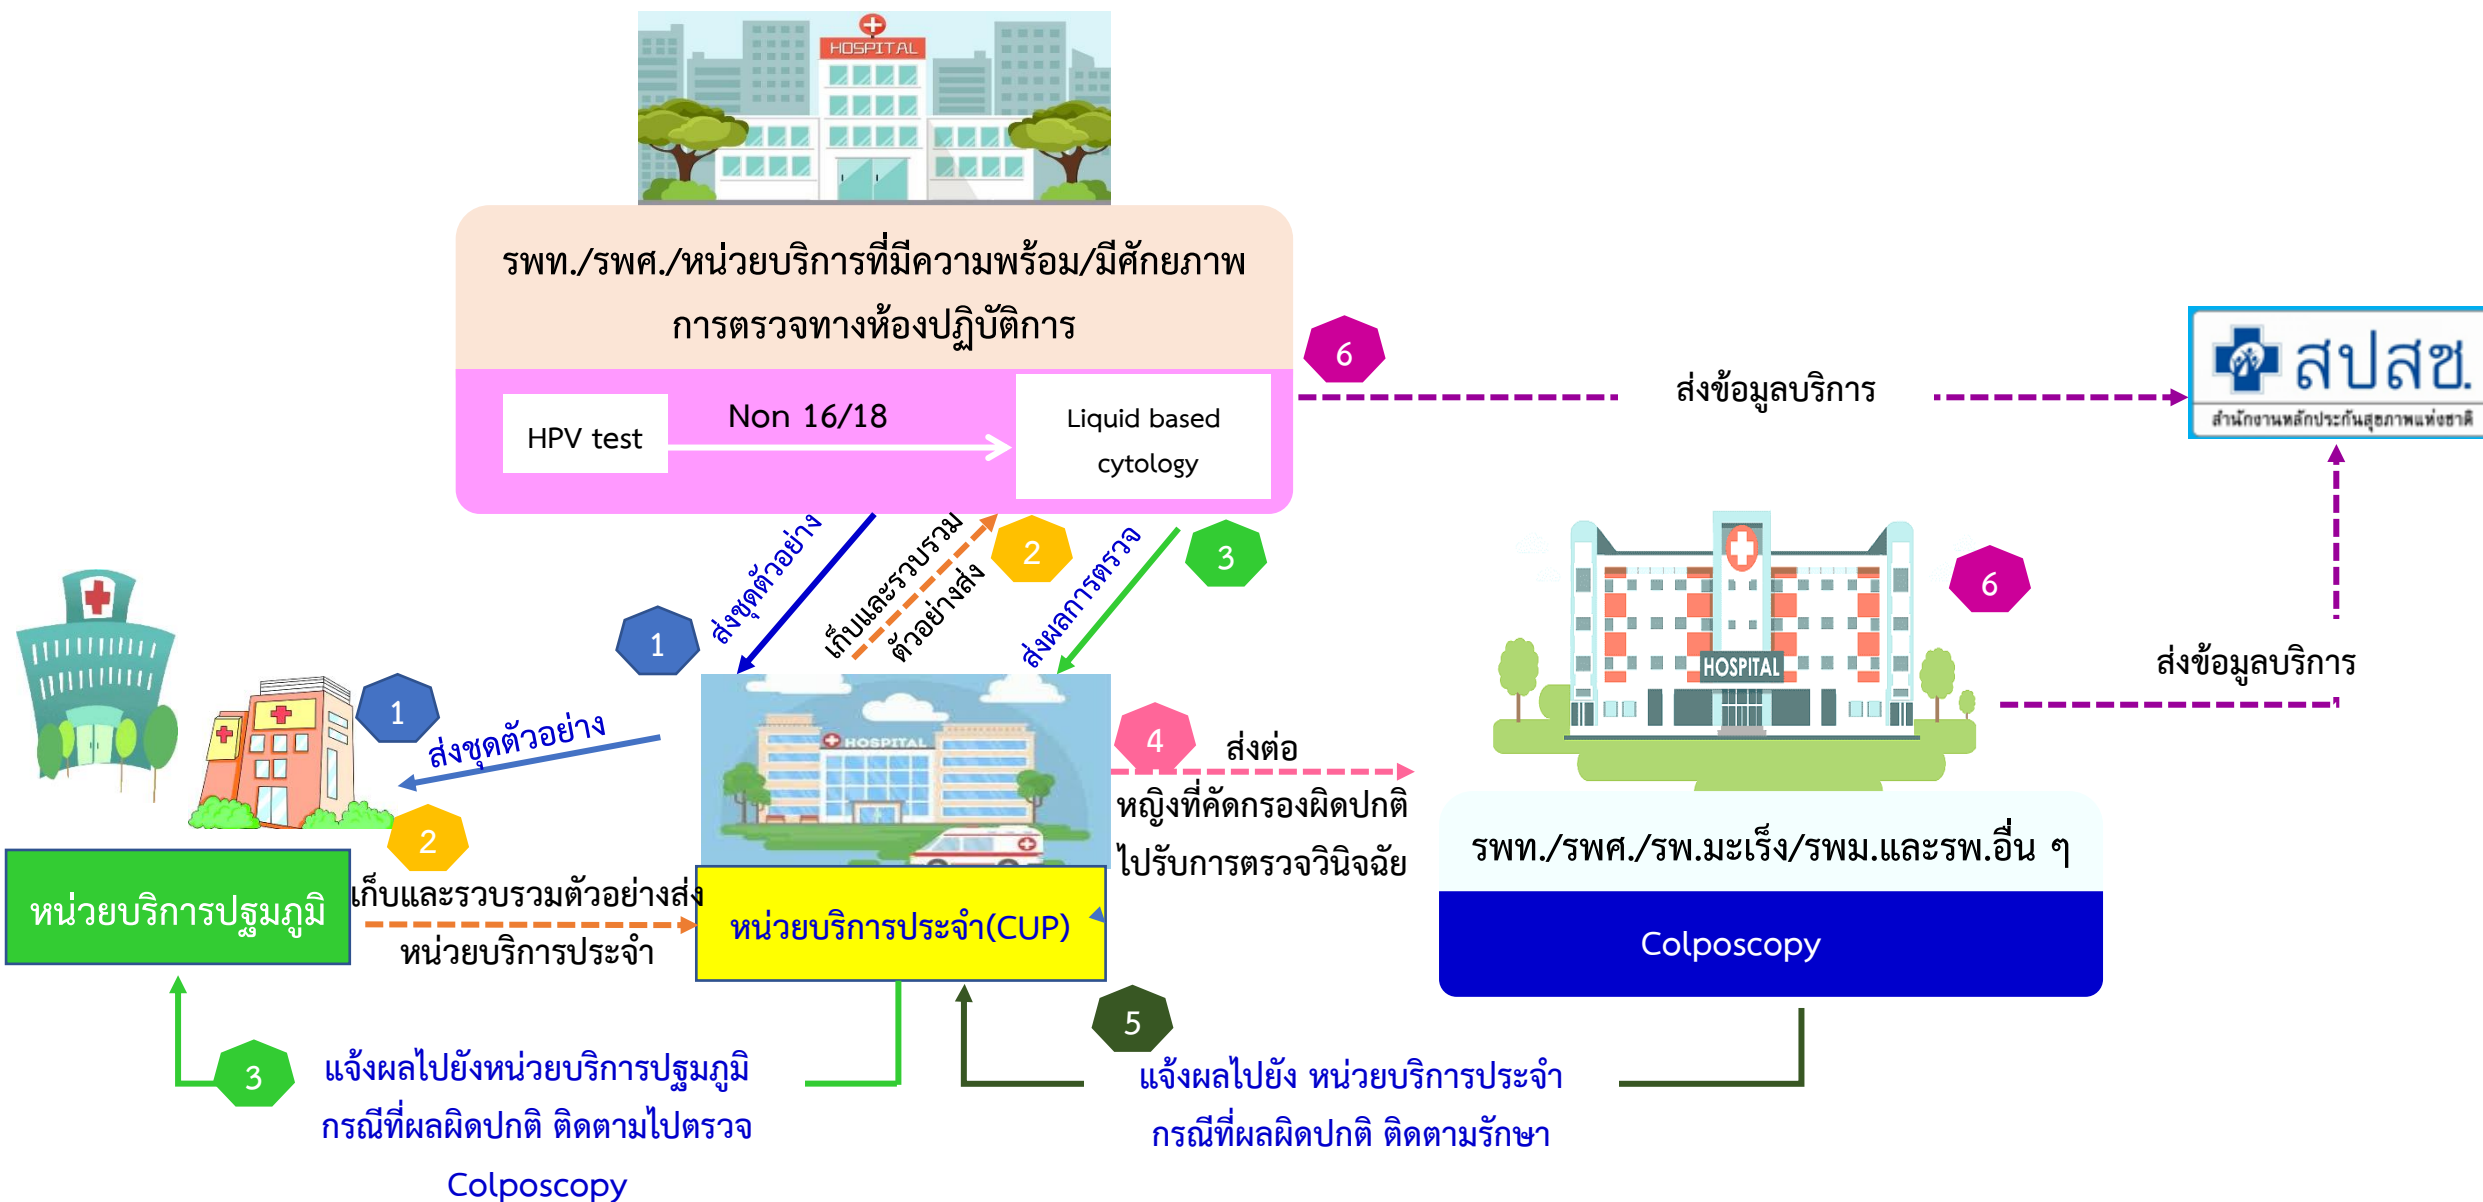 HOSPITAL
รพท./รพศ./หน่วยบริการที่มีความพร้อม/มีศักยภาพ
การตรวจทางห้องปฏิบัติการ
HPV test
Non 16/18
Liquid based
cytology
6
ส่งข้อมูลบริการ
สปสช.
สำนักงานหลักประกันสุขภาพแห่งชาติ
1
ส่งชุดตัวอย่าง
เก็บและรวบรวม
ตัวอย่างส่ง
2
ส่งผลการตรวจ
3
1
ส่งชุดตัวอย่าง
2
หน่วยบริการปฐมภูมิ
เก็บและรวบรวมตัวอย่างส่ง
หน่วยบริการประจำ
HOSPITAL
หน่วยบริการประจำ(CUP)
4
ส่งต่อ
หญิงที่คัดกรองผิดปกติ
ไปรับการตรวจวินิจฉัย
HOSPITAL
6
ส่งข้อมูลบริการ
รพท./รพศ./รพ.มะเร็ง/รพม.และรพ.อื่น ๆ
Colposcopy
3
แจ้งผลไปยังหน่วยบริการปฐมภูมิ
กรณีที่ผลผิดปกติ ติดตามไปตรวจ
Colposcopy
5
แจ้งผลไปยัง หน่วยบริการประจำ
กรณีที่ผลผิดปกติ ติดตามรักษา